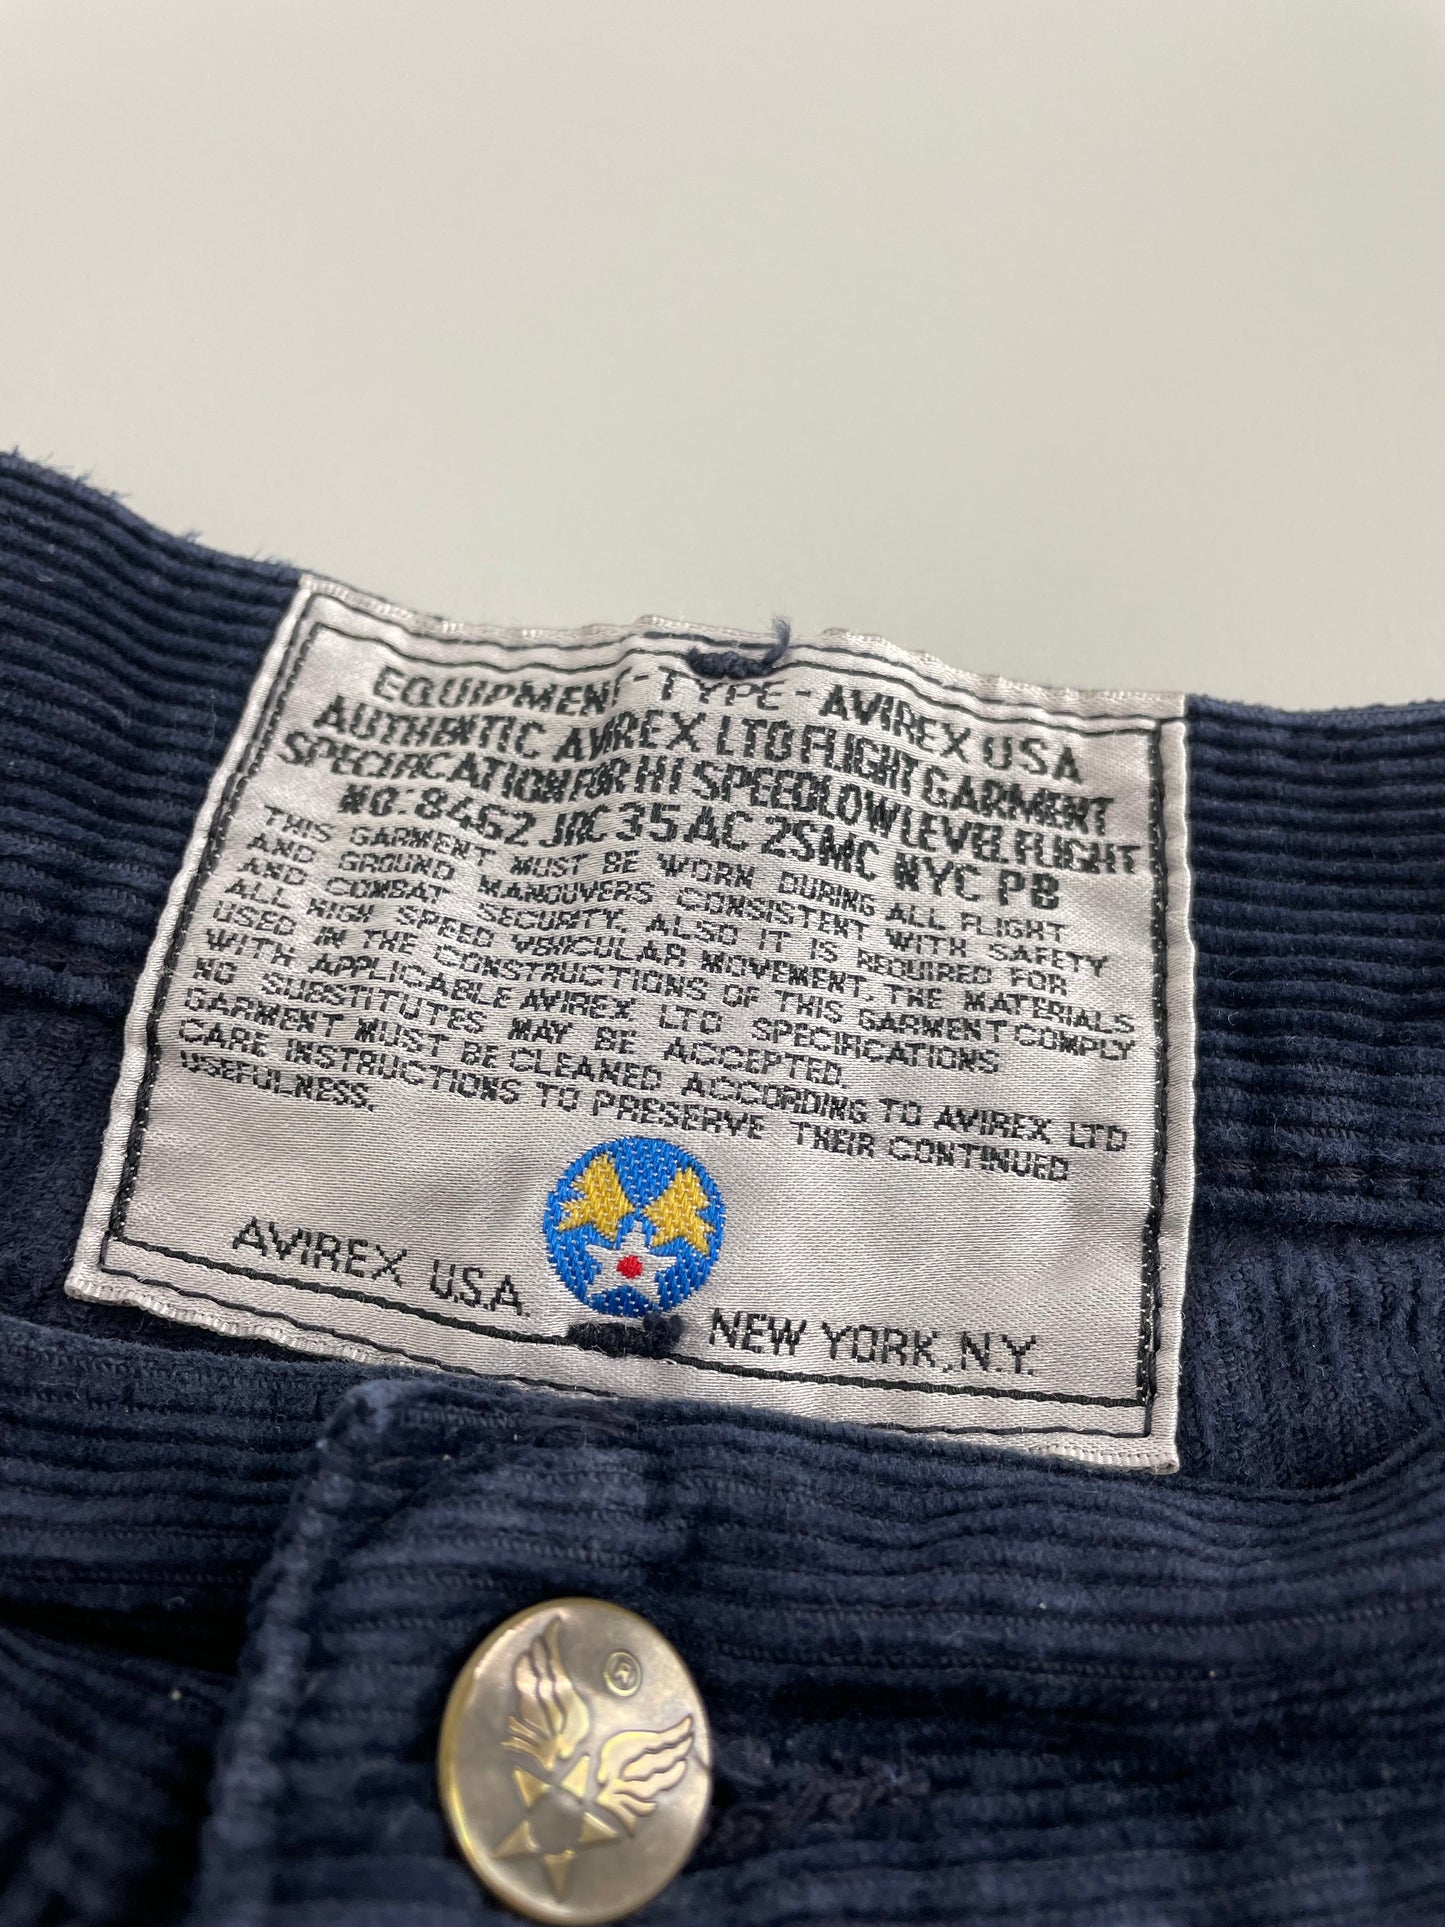 EQUIPMENT-TYPE-AVIREX USA
AUTHENTIC AVIREX LTD FLIGHT GARMENT
SPECIFICATION FOR HI SPEED LOW LEVEL FLIGHT
NO: 8462 JRC 35 AC 2SMC NYC PB
THIS GARMENT MUST BE WORN DURING ALL FLIGHT
AND GROUND MANOUVERS CONSISTENT WITH SAFETY
AND COMBAT SECURITY. ALSO IT IS REQUIRED FOR
ALL HIGH SPEED VEHICULAR MOVEMENT. THE MATERIALS
USED IN THE CONSTRUCTIONS OF THIS GARMENT COMPLY
WITH APPLICABLE AVIREX LTD SPECIFICATIONS
NO SUBSTITUTES MAY BE ACCEPTED.
GARMENT MUST BE CLEANED ACCORDING TO AVIREX LTD
CARE INSTRUCTIONS TO PRESERVE THEIR CONTINUED
USEFULNESS.
AVIREX U.S.A. NEW YORK, N.Y.
®